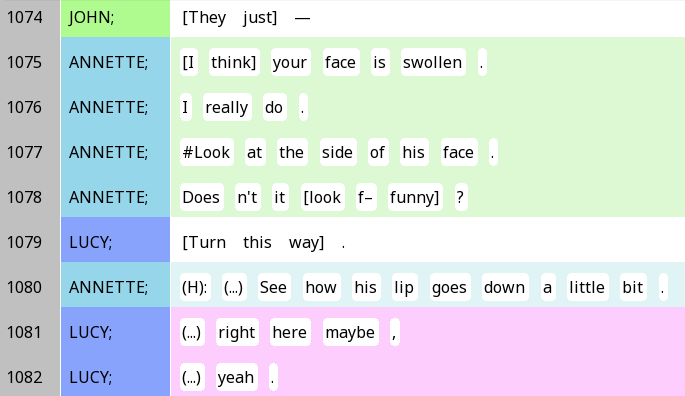 1074 JOHN; [They just] —
1075 ANNETTE; [I think] your face is swollen .
1076 ANNETTE; I really do .
1077 ANNETTE; #Look at the side of his face .
1078 ANNETTE; Does n't it [look f– funny] ?
1079 LUCY; [Turn this way] .
1080 ANNETTE; (H): (...) See how his lip goes down a little bit .
1081 LUCY; (...) right here maybe ,
1082 LUCY; (...) yeah .